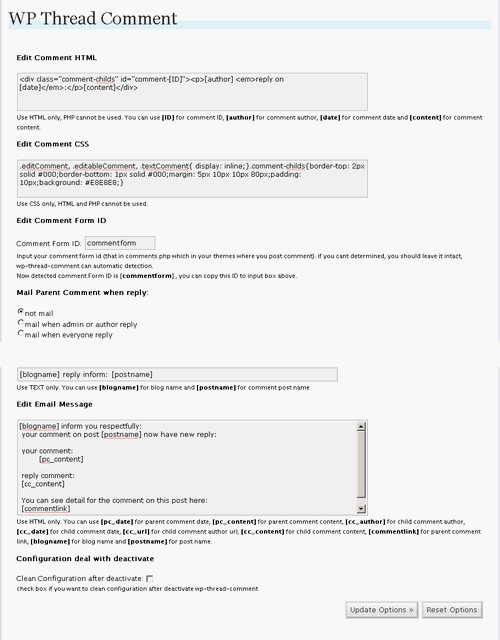 WP Thread Comment
Edit Comment HTML
<div class="comment-childs" id="comment-[ID]"><p>[author] <em>reply on
[date]</em>:</p>[content]</div>
Use HTML only, PHP cannot be used. You can use [ID] for comment ID, [author] for comment author, [date] for comment date and [content] for comment
content.
Edit Comment CSS
.editComment, .editableComment, .textComment{ display: inline;}.comment-childs{border-top: 2px
solid #000;border-bottom: 1px solid #000;margin: 5px 10px 10px 80px;padding:
10px;background: #E8E8E8;}
Use CSS only, HTML and PHP cannot be used.
Edit Comment Form ID
Comment Form ID: commentform
Input your comment form id (that in comments.php which in your themes where you post comment). if you cant determined, you should leave it intact,
wp-thread-comment can automatic detection.
Now detected comment Form ID is [commentform] , you can copy this ID to input box above.
Mail Parent Comment when reply:
not mail
mail when admin or author reply
mail when everyone reply
[blogname] reply inform: [postname]
Use TEXT only. You can use [blogname] for blog name and [postname] for comment post name
Edit Email Message
[blogname] inform you respectfully:
your comment on post [postname] now have new reply:
your comment:
[pc_content]
reply comment:
[cc_content]
You can see detail for the comment on this post here:
[commentlink]
Use HTML only. You can use [pc_date] for parent comment date, [pc_content] for parent comment content, [cc_author] for child comment author,
[cc_date] for child comment date, [cc_url] for child comment author url, [cc_content] for child comment content, [commentlink] for parent comment
link, [blogname] for blog name and [postname] for post name.
Configuration deal with deactivate
Clean Configuration after deactivate:
check box if you want to clean configuration after deactivate wp-thread-comment
Update Options » Reset Options